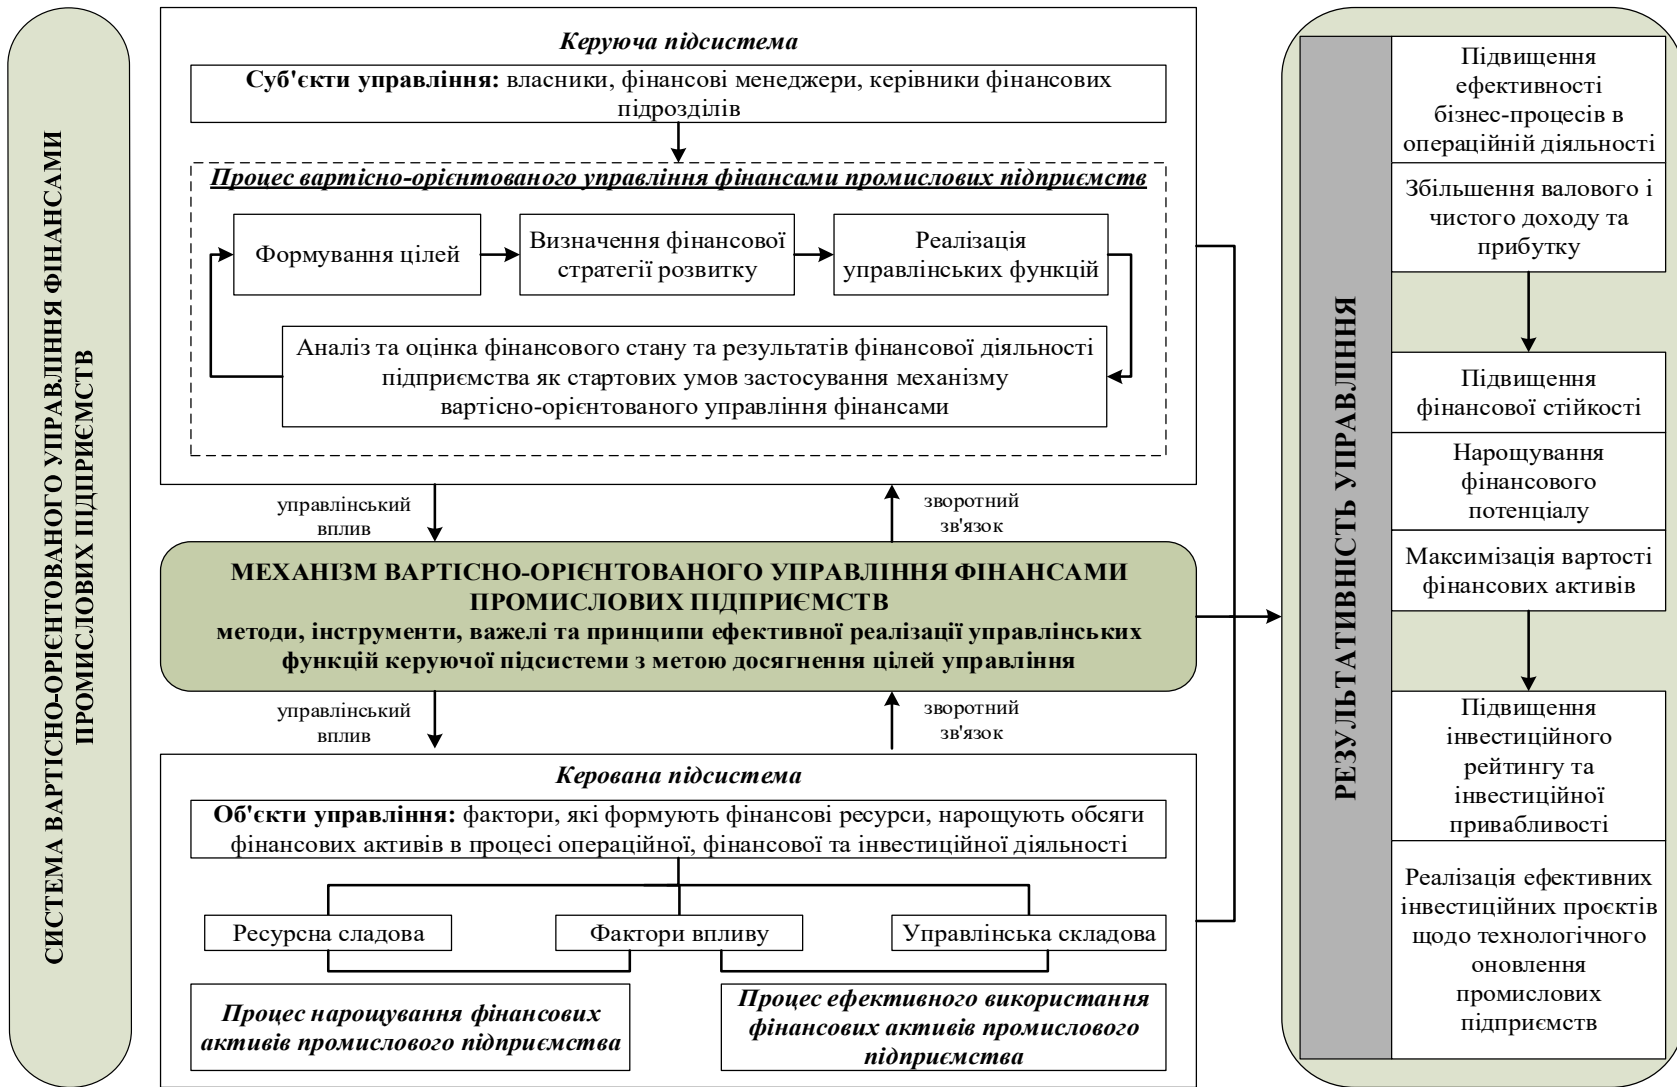 СИСТЕМА ВАРТІСНО-ОРІЄНТОВАНОГО УПРАВЛІННЯ ФІНАНСАМИ
ПРОМИСЛОВИХ ПІДПРИЄМСТВ
Керуюча підсистема
Суб'єкти управління: власники, фінансові менеджери, керівники фінансових
підрозділів
Процес вартісно-орієнтованого управління фінансами промислових підприємств
Формування цілей
Визначення фінансової
стратегії розвитку
Реалізація
управлінських функцій
Аналіз та оцінка фінансового стану та результатів фінансової діяльності
підприємства як стартових умов застосування механізму
вартісно-орієнтованого управління фінансами
управлінський
вплив
зворотний
зв'язок
МЕХАНІЗМ ВАРТІСНО-ОРІЄНТОВАНОГО УПРАВЛІННЯ ФІНАНСАМИ
ПРОМИСЛОВИХ ПІДПРИЄМСТВ
методи, інструменти, важелі та принципи ефективної реалізації управлінських
функцій керуючої підсистеми з метою досягнення цілей управління
управлінський
вплив
зворотний
зв'язок
Керована підсистема
Об'єкти управління: фактори, які формують фінансові ресурси, нарощують обсяги
фінансових активів в процесі операційної, фінансової та інвестиційної діяльності
Ресурсна сладова
Фактори впливу
Управлінська складова
Процес нарощування фінансових
активів промислового підприємства
Процес ефективного використання
фінансових активів промислового
підприємства
РЕЗУЛЬТАТИВНІСТЬ УПРАВЛІННЯ
Підвищення
ефективності
бізнес-процесів в
операційній діяльності
Збільшення валового і
чистого доходу та
прибутку
Підвищення
фінансової стійкості
Нарощування
фінансового
потенціалу
Максимізація вартості
фінансових активів
Підвищення
інвестиційного
рейтингу та
інвестиційної
привабливості
Реалізація ефективних
інвестиційних проєктів
щодо технологічного
оновлення
промислових
підприємств